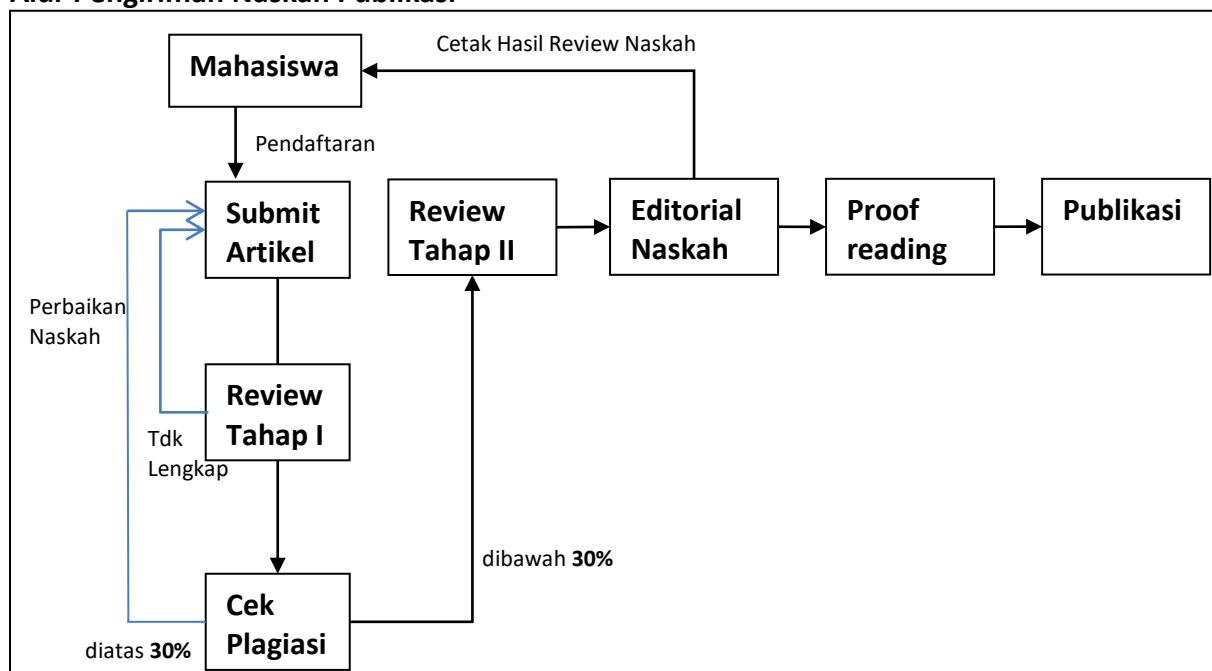 Cetak Hasil Review Naskah
Mahasiswa
Pendaftaran
Submit
Artikel
Review
Tahap II
Editorial
Naskah
Proof
reading
Publikasi
Perbaikan
Naskah
Review
Tahap I
Tdk
Lengkap
dibawah 30%
Cek
Plagiasi
diatas 30%